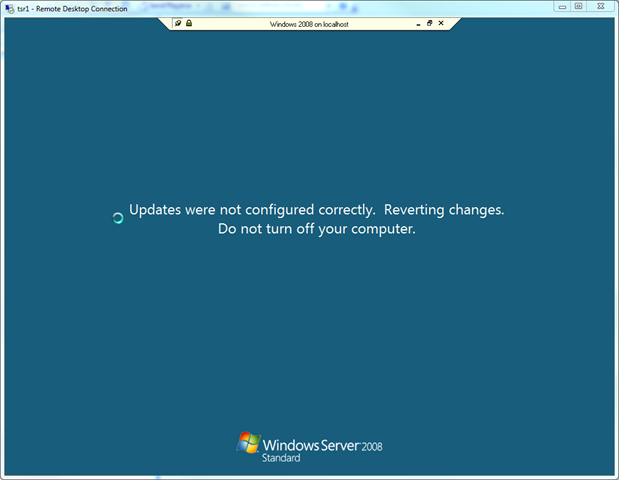 tsr1 - Remote Desktop Connection
Windows 2008 on localhost
Updates were not configured correctly.  Reverting changes.
Do not turn off your computer.
Windows Server 2008
Standard